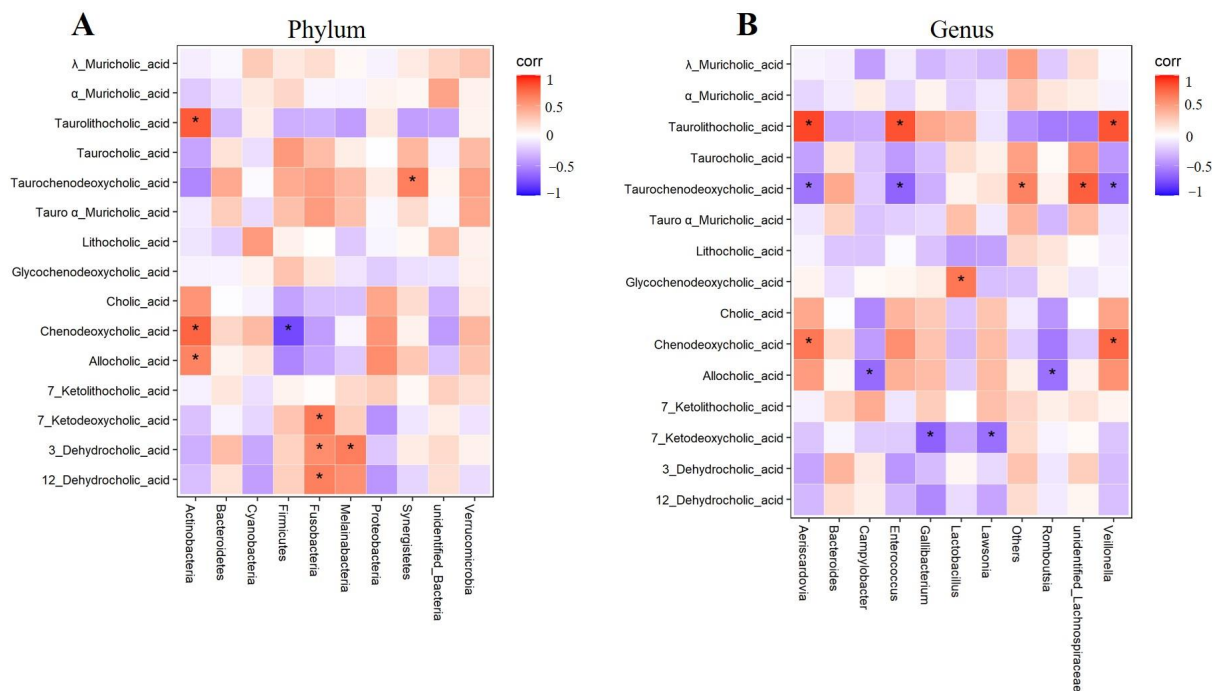 A
Phylum
λ_Muricholic_acid
α_Muricholic_acid
Taurolithocholic_acid
Taurocholic_acid
Taurochenodeoxycholic_acid
Tauro α_Muricholic_acid
Lithocholic_acid
Glycochenodeoxycholic_acid
Cholic_acid
Chenodeoxycholic_acid
Allocholic_acid
7_Ketolithocholic_acid
7_Ketodeoxycholic_acid
3_Dehydrocholic_acid
12_Dehydrocholic_acid
* * * * * * * * *
Actinobacteria
Bacteroidetes
Cyanobacteria
Firmicutes
Fusobacteria
Melainabacteria
Proteobacteria
Synergistetes
unidentified_Bacteria
Verrucomicrobia
corr
1
0.5
0
−0.5
−1
B
Genus
λ_Muricholic_acid
α_Muricholic_acid
Taurolithocholic_acid
Taurocholic_acid
Taurochenodeoxycholic_acid
Tauro α_Muricholic_acid
Lithocholic_acid
Glycochenodeoxycholic_acid
Cholic_acid
Chenodeoxycholic_acid
Allocholic_acid
7_Ketolithocholic_acid
7_Ketodeoxycholic_acid
3_Dehydrocholic_acid
12_Dehydrocholic_acid
* * * * * * * * * * * * * * *
Aeriscardovia
Bacteroides
Campylobacter
Enterococcus
Gallibacterium
Lactobacillus
Lawsonia
Others
Romboutsia
unidentified_Lachnospiraceae
Veillonella
corr
1
0.5
0
−0.5
−1